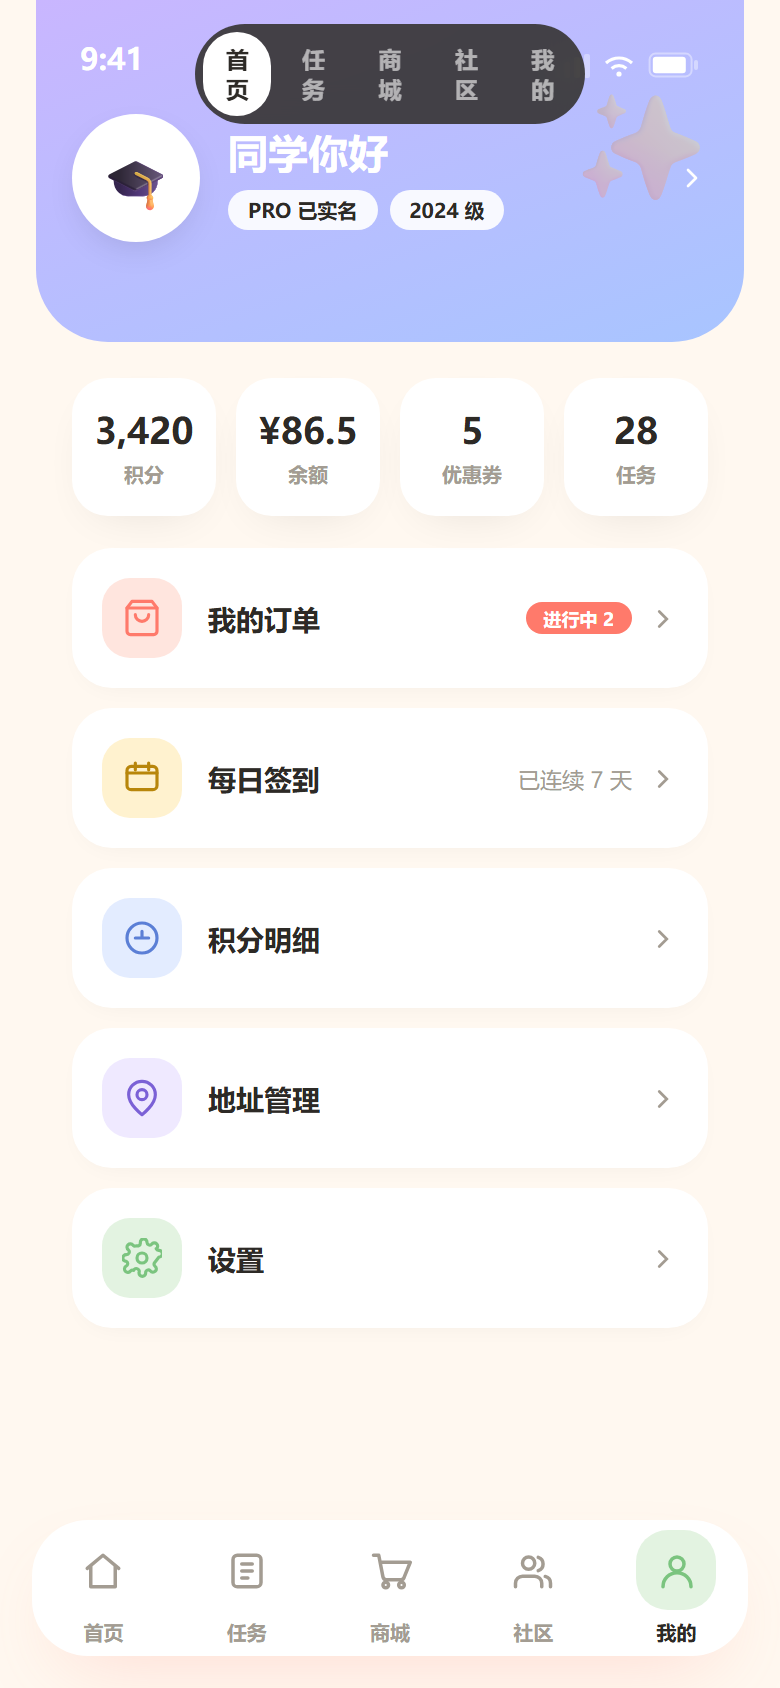 9:41
首页
任务
商城
社区
我的
同学你好
PRO 已实名
2024 级
3,420
¥86.5
5
28
积分
余额
优惠券
任务
我的订单
进行中 2
每日签到
已连续 7 天
积分明细
地址管理
设置
首页
任务
商城
社区
我的